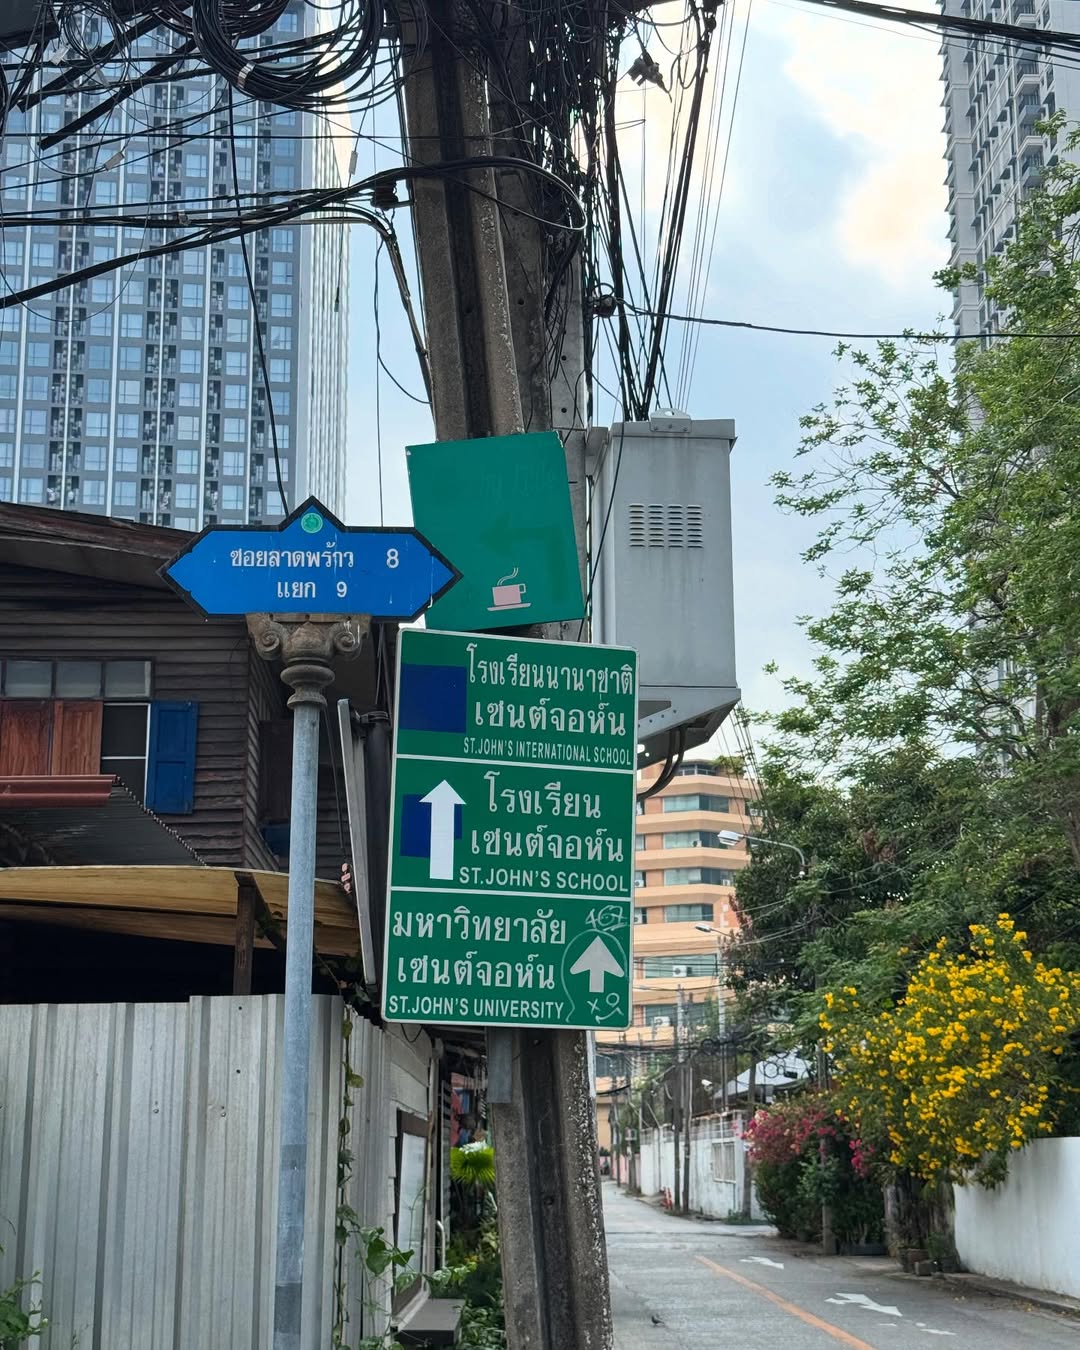 ซอยลาดพร้าว 8
แยก 9
โรงเรียนนานาชาติ
เซนต์จอห์น
ST.JOHN'S INTERNATIONAL SCHOOL
โรงเรียน
เซนต์จอห์น
ST.JOHN'S SCHOOL
มหาวิทยาลัย
เซนต์จอห์น
ST.JOHN'S UNIVERSITY